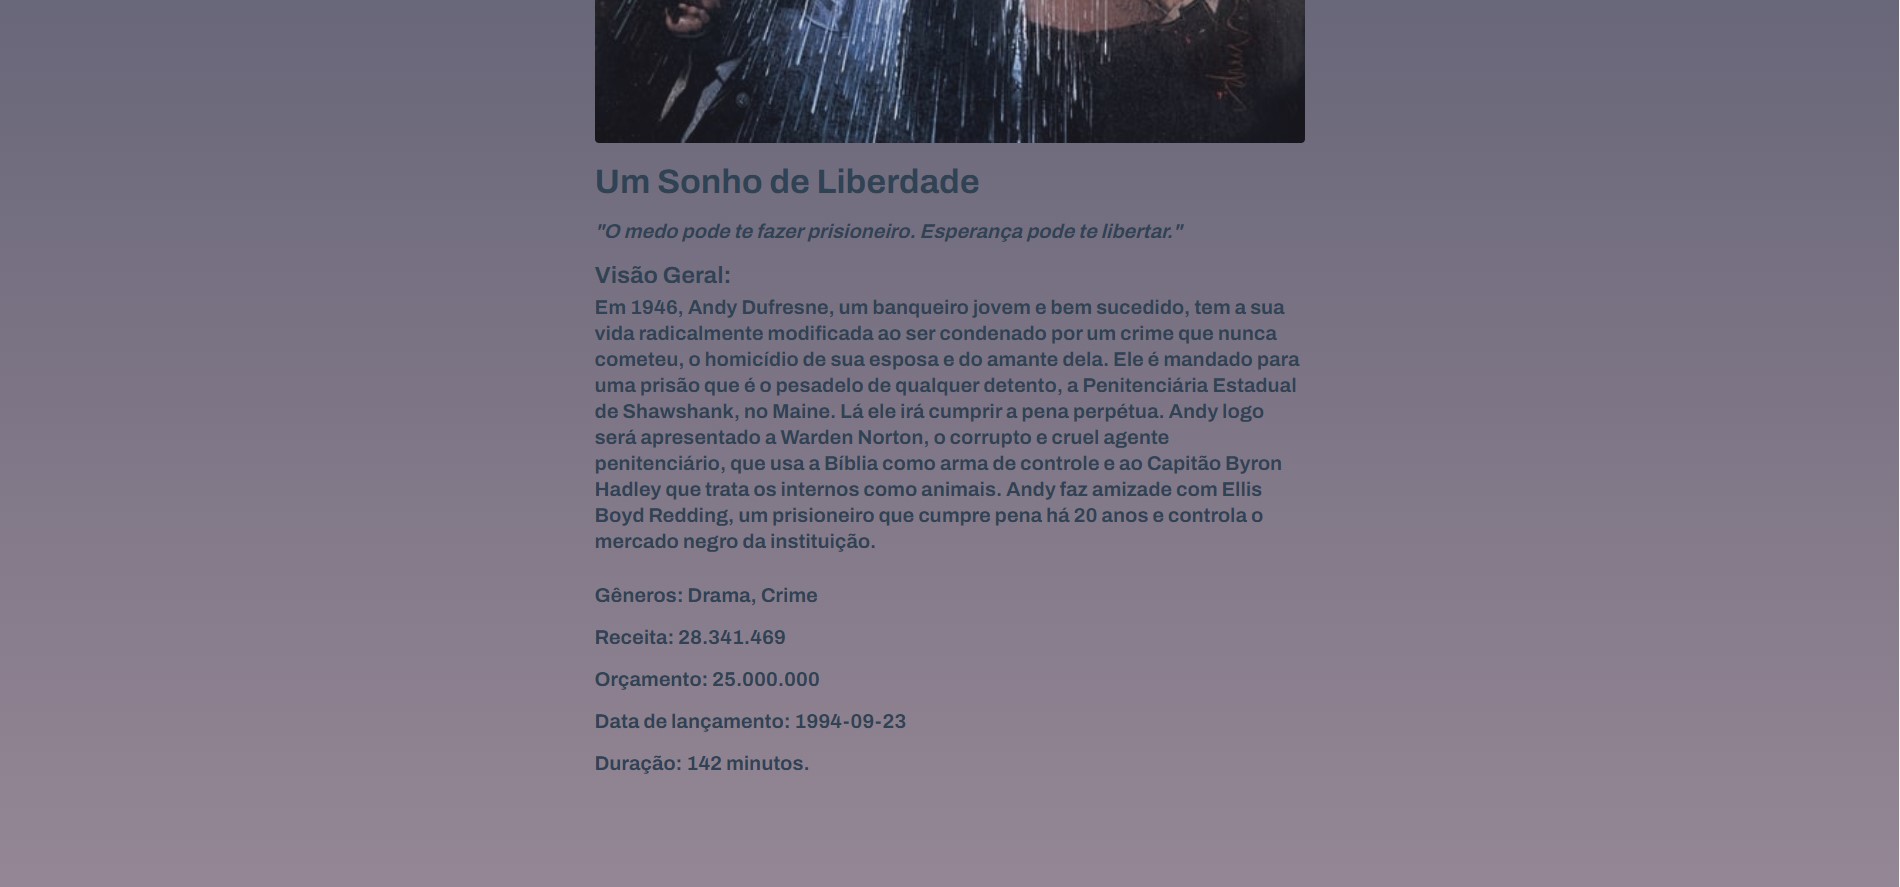 Um Sonho de Liberdade
"O medo pode te fazer prisioneiro. Esperança pode te libertar."
Visão Geral:
Em 1946, Andy Dufresne, um banqueiro jovem e bem sucedido, tem a sua
vida radicalmente modificada ao ser condenado por um crime que nunca
cometeu, o homicídio de sua esposa e do amante dela. Ele é mandado para
uma prisão que é o pesadelo de qualquer detento, a Penitenciária Estadual
de Shawshank, no Maine. Lá ele irá cumprir a pena perpétua. Andy logo
será apresentado a Warden Norton, o corrupto e cruel agente
penitenciário, que usa a Bíblia como arma de controle e ao Capitão Byron
Hadley que trata os internos como animais. Andy faz amizade com Ellis
Boyd Redding, um prisioneiro que cumpre pena há 20 anos e controla o
mercado negro da instituição.
Gêneros: Drama, Crime
Receita: 28.341.469
Orçamento: 25.000.000
Data de lançamento: 1994-09-23
Duração: 142 minutos.